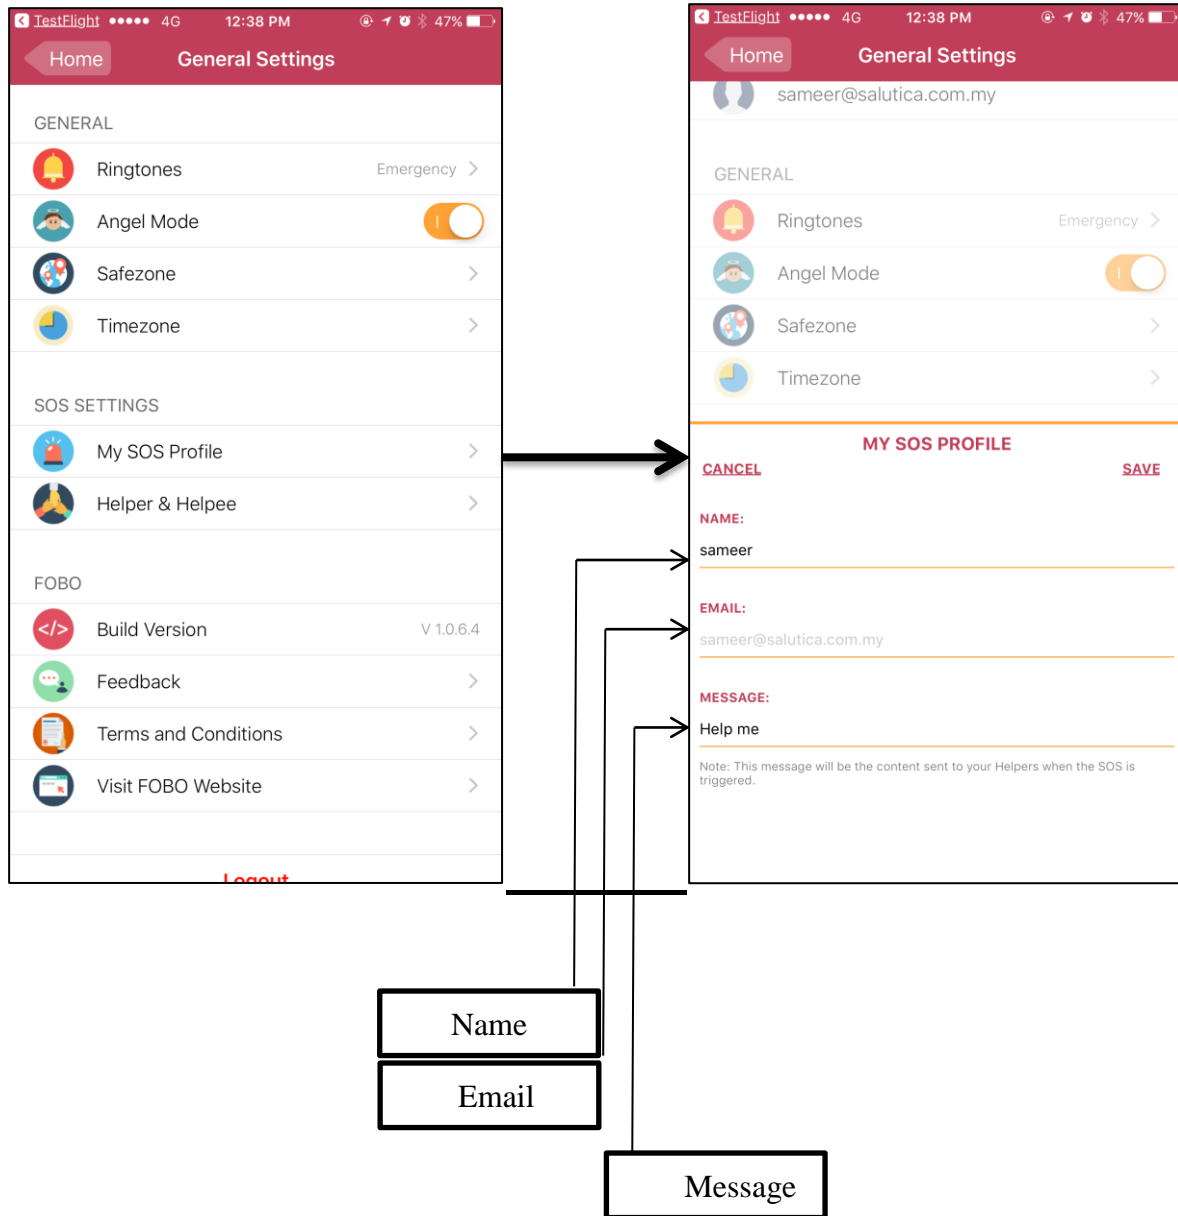 TestFlight 4G 12:38 PM 47%
Home General Settings
GENERAL
Ringtones Emergency
Angel Mode
Safezone
Timezone
SOS SETTINGS
My SOS Profile
Helper & Helpee
FOBO
</> Build Version V 1.0.6.4
Feedback
Terms and Conditions
Visit FOBO Website
Logout
TestFlight 4G 12:38 PM 47%
Home General Settings
sameer@salutica.com.my
GENERAL
Ringtones Emergency
Angel Mode
Safezone
Timezone
MY SOS PROFILE
CANCEL SAVE
NAME:
sameer
EMAIL:
sameer@salutica.com.my
MESSAGE:
Help me
Note: This message will be the content sent to your Helpers when the SOS is
triggered.
Name
Email
Message